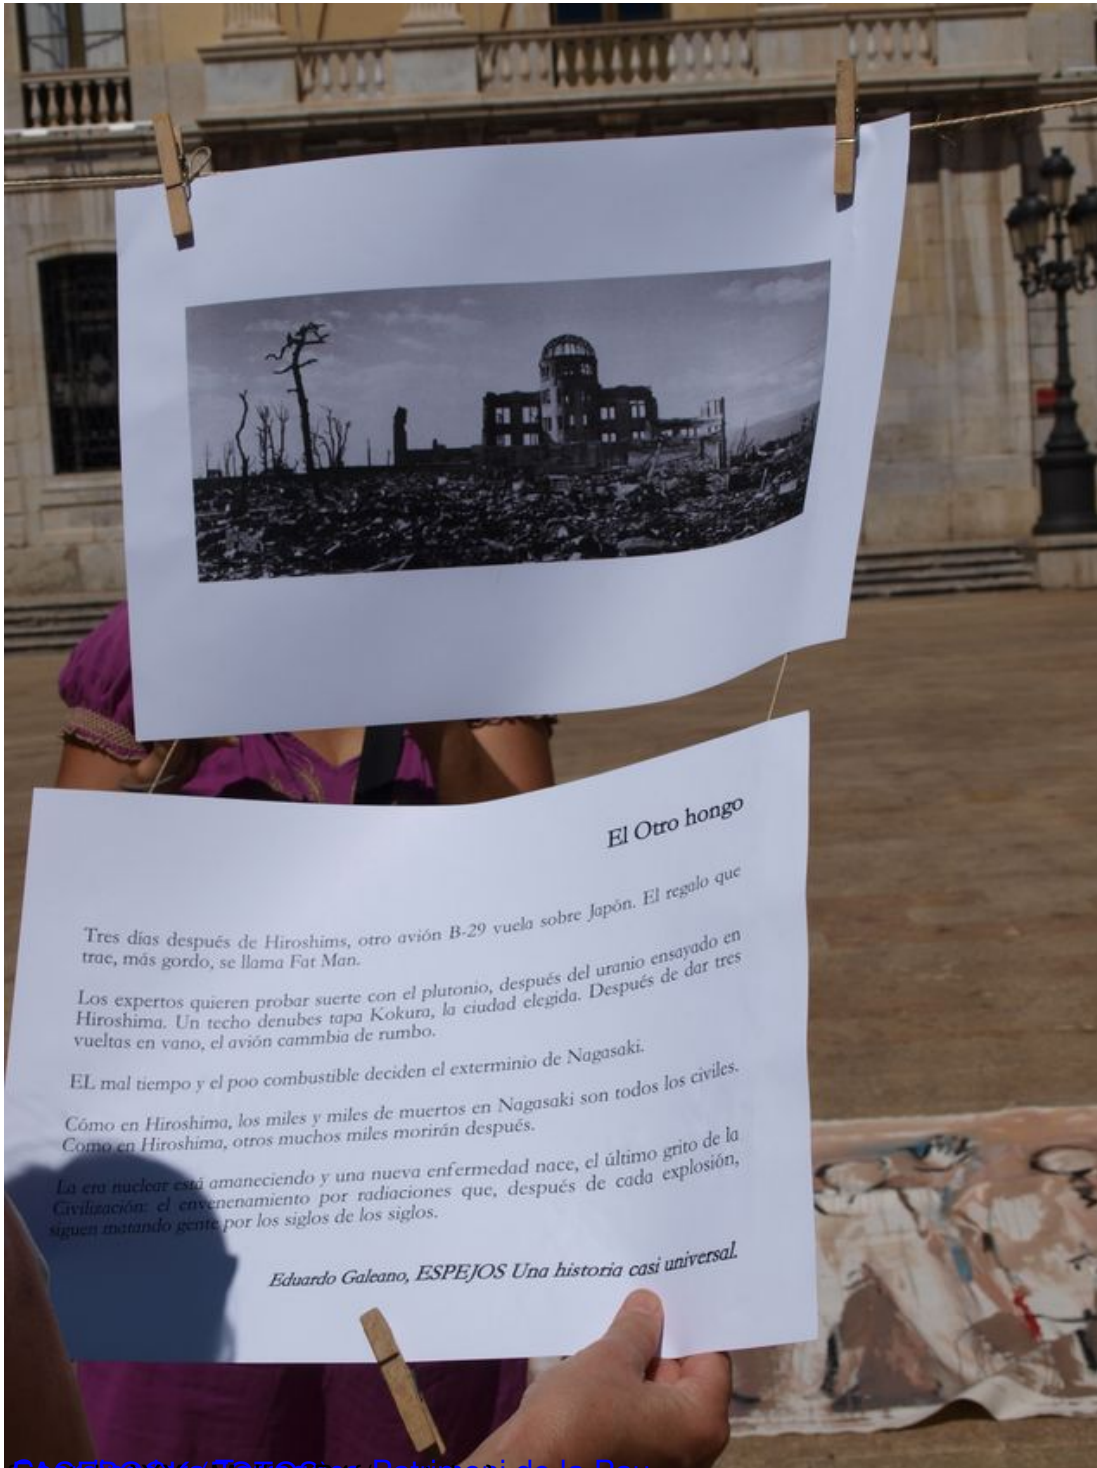 El Otro hongo
Tres días después de Hiroshims, otro avión B-29 vuela sobre Japón. El regalo que
trae, más gordo, se llama Fat Man.
Los expertos quieren probar suerte con el plutonio, después del uranio ensayado en
Hiroshima. Un techo denubes tapa Kokura, la ciudad elegida. Después de dar tres
vueltas en vano, el avión cammbia de rumbo.
EL mal tiempo y el poo combustible deciden el exterminio de Nagasaki.
Cómo en Hiroshima, los miles y miles de muertos en Nagasaki son todos los civiles.
Como en Hiroshima, otros muchos miles morirán después.
La era nuclear está amaneciendo y una nueva enfermedad nace, el último grito de la
Civilización: el envenenamiento por radiaciones que, después de cada explosión,
siguen matando gente por los siglos de los siglos.
Eduardo Galeano, ESPEJOS Una historia casi universal.